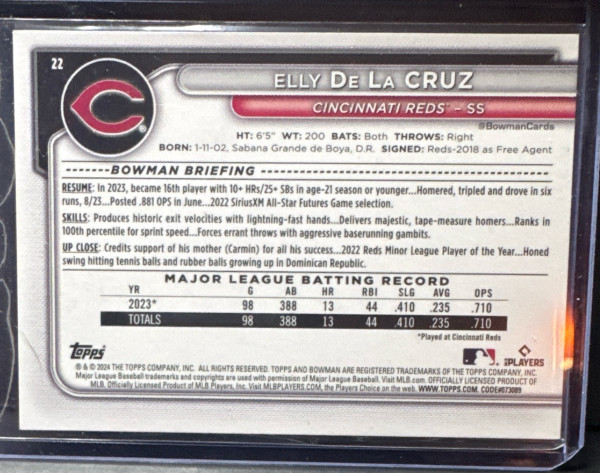 22
ELLY DE LA CRUZ
CINCINNATI REDS™ – SS
@BowmanCards
HT: 6'5" WT: 200 BATS: Both THROWS: Right
BORN: 1-11-02, Sabana Grande de Boya, D.R. SIGNED: Reds-2018 as Free Agent
BOWMAN BRIEFING
RESUME: In 2023, became 16th player with 10+ HRs/25+ SBs in age-21 season or younger...Homered, tripled and drove in six
runs, 8/23...Posted .881 OPS in June...2022 SiriusXM All-Star Futures Game selection.
SKILLS: Produces historic exit velocities with lightning-fast hands...Delivers majestic, tape-measure homers...Ranks in
100th percentile for sprint speed...Forces errant throws with aggressive baserunning gambits.
UP CLOSE: Credits support of his mother (Carmin) for all his success...2022 Reds Minor League Player of the Year...Honed
swing hitting tennis balls and rubber balls growing up in Dominican Republic.
MAJOR LEAGUE BATTING RECORD
YR G AB HR RBI SLG AVG OPS
2023* 98 388 13 44 .410 .235 .710
TOTALS 98 388 13 44 .410 .235 .710
*Played at Cincinnati Reds
Topps
PLAYERS
® & © 2024 THE TOPPS COMPANY, INC. ALL RIGHTS RESERVED. TOPPS AND BOWMAN ARE REGISTERED TRADEMARKS OF THE TOPPS COMPANY, INC.
Major League Baseball trademarks and copyrights are used with permission of Major League Baseball. Visit MLB.com. OFFICIALLY LICENSED PRODUCT OF
MLB. Officially Licensed Product of MLB Players, Inc. Visit MLBPLAYERS.COM, the Players Choice on the web. WWW.TOPPS.COM. CODE#073089